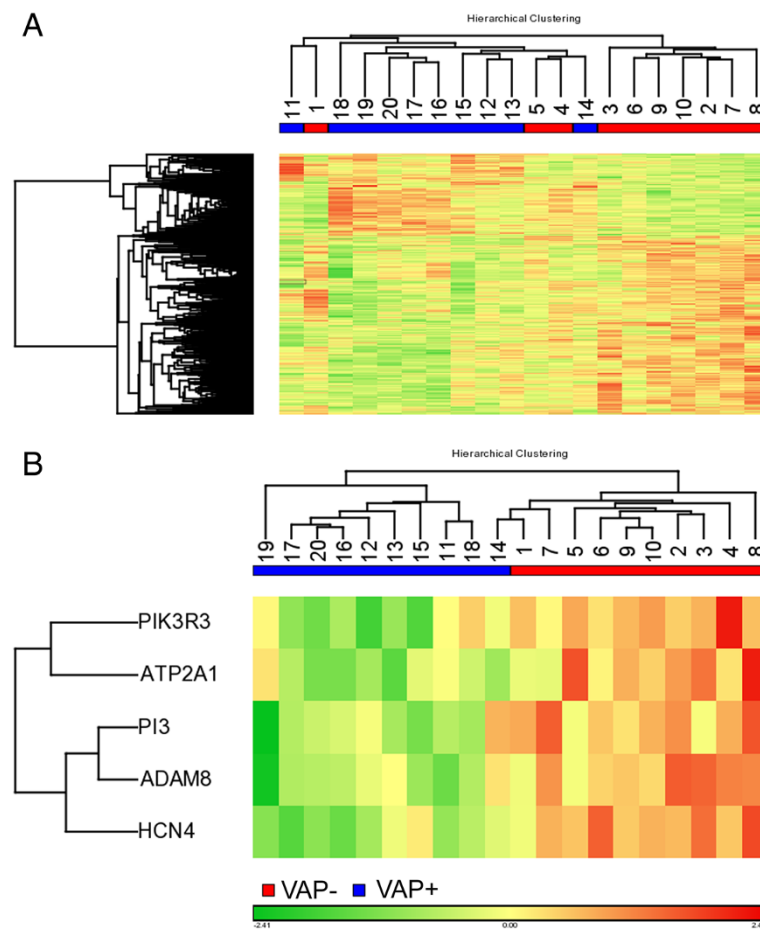 A
Hierarchical Clustering
11 1 18 19 20 17 16 15 12 13 5 4 14 3 6 9 10 2 7 8
B
Hierarchical Clustering
19 17 20 16 12 13 15 11 18 14 1 7 5 6 9 10 2 3 4 8
PIK3R3
ATP2A1
PI3
ADAM8
HCN4
VAP- VAP+
-2.41 0.00